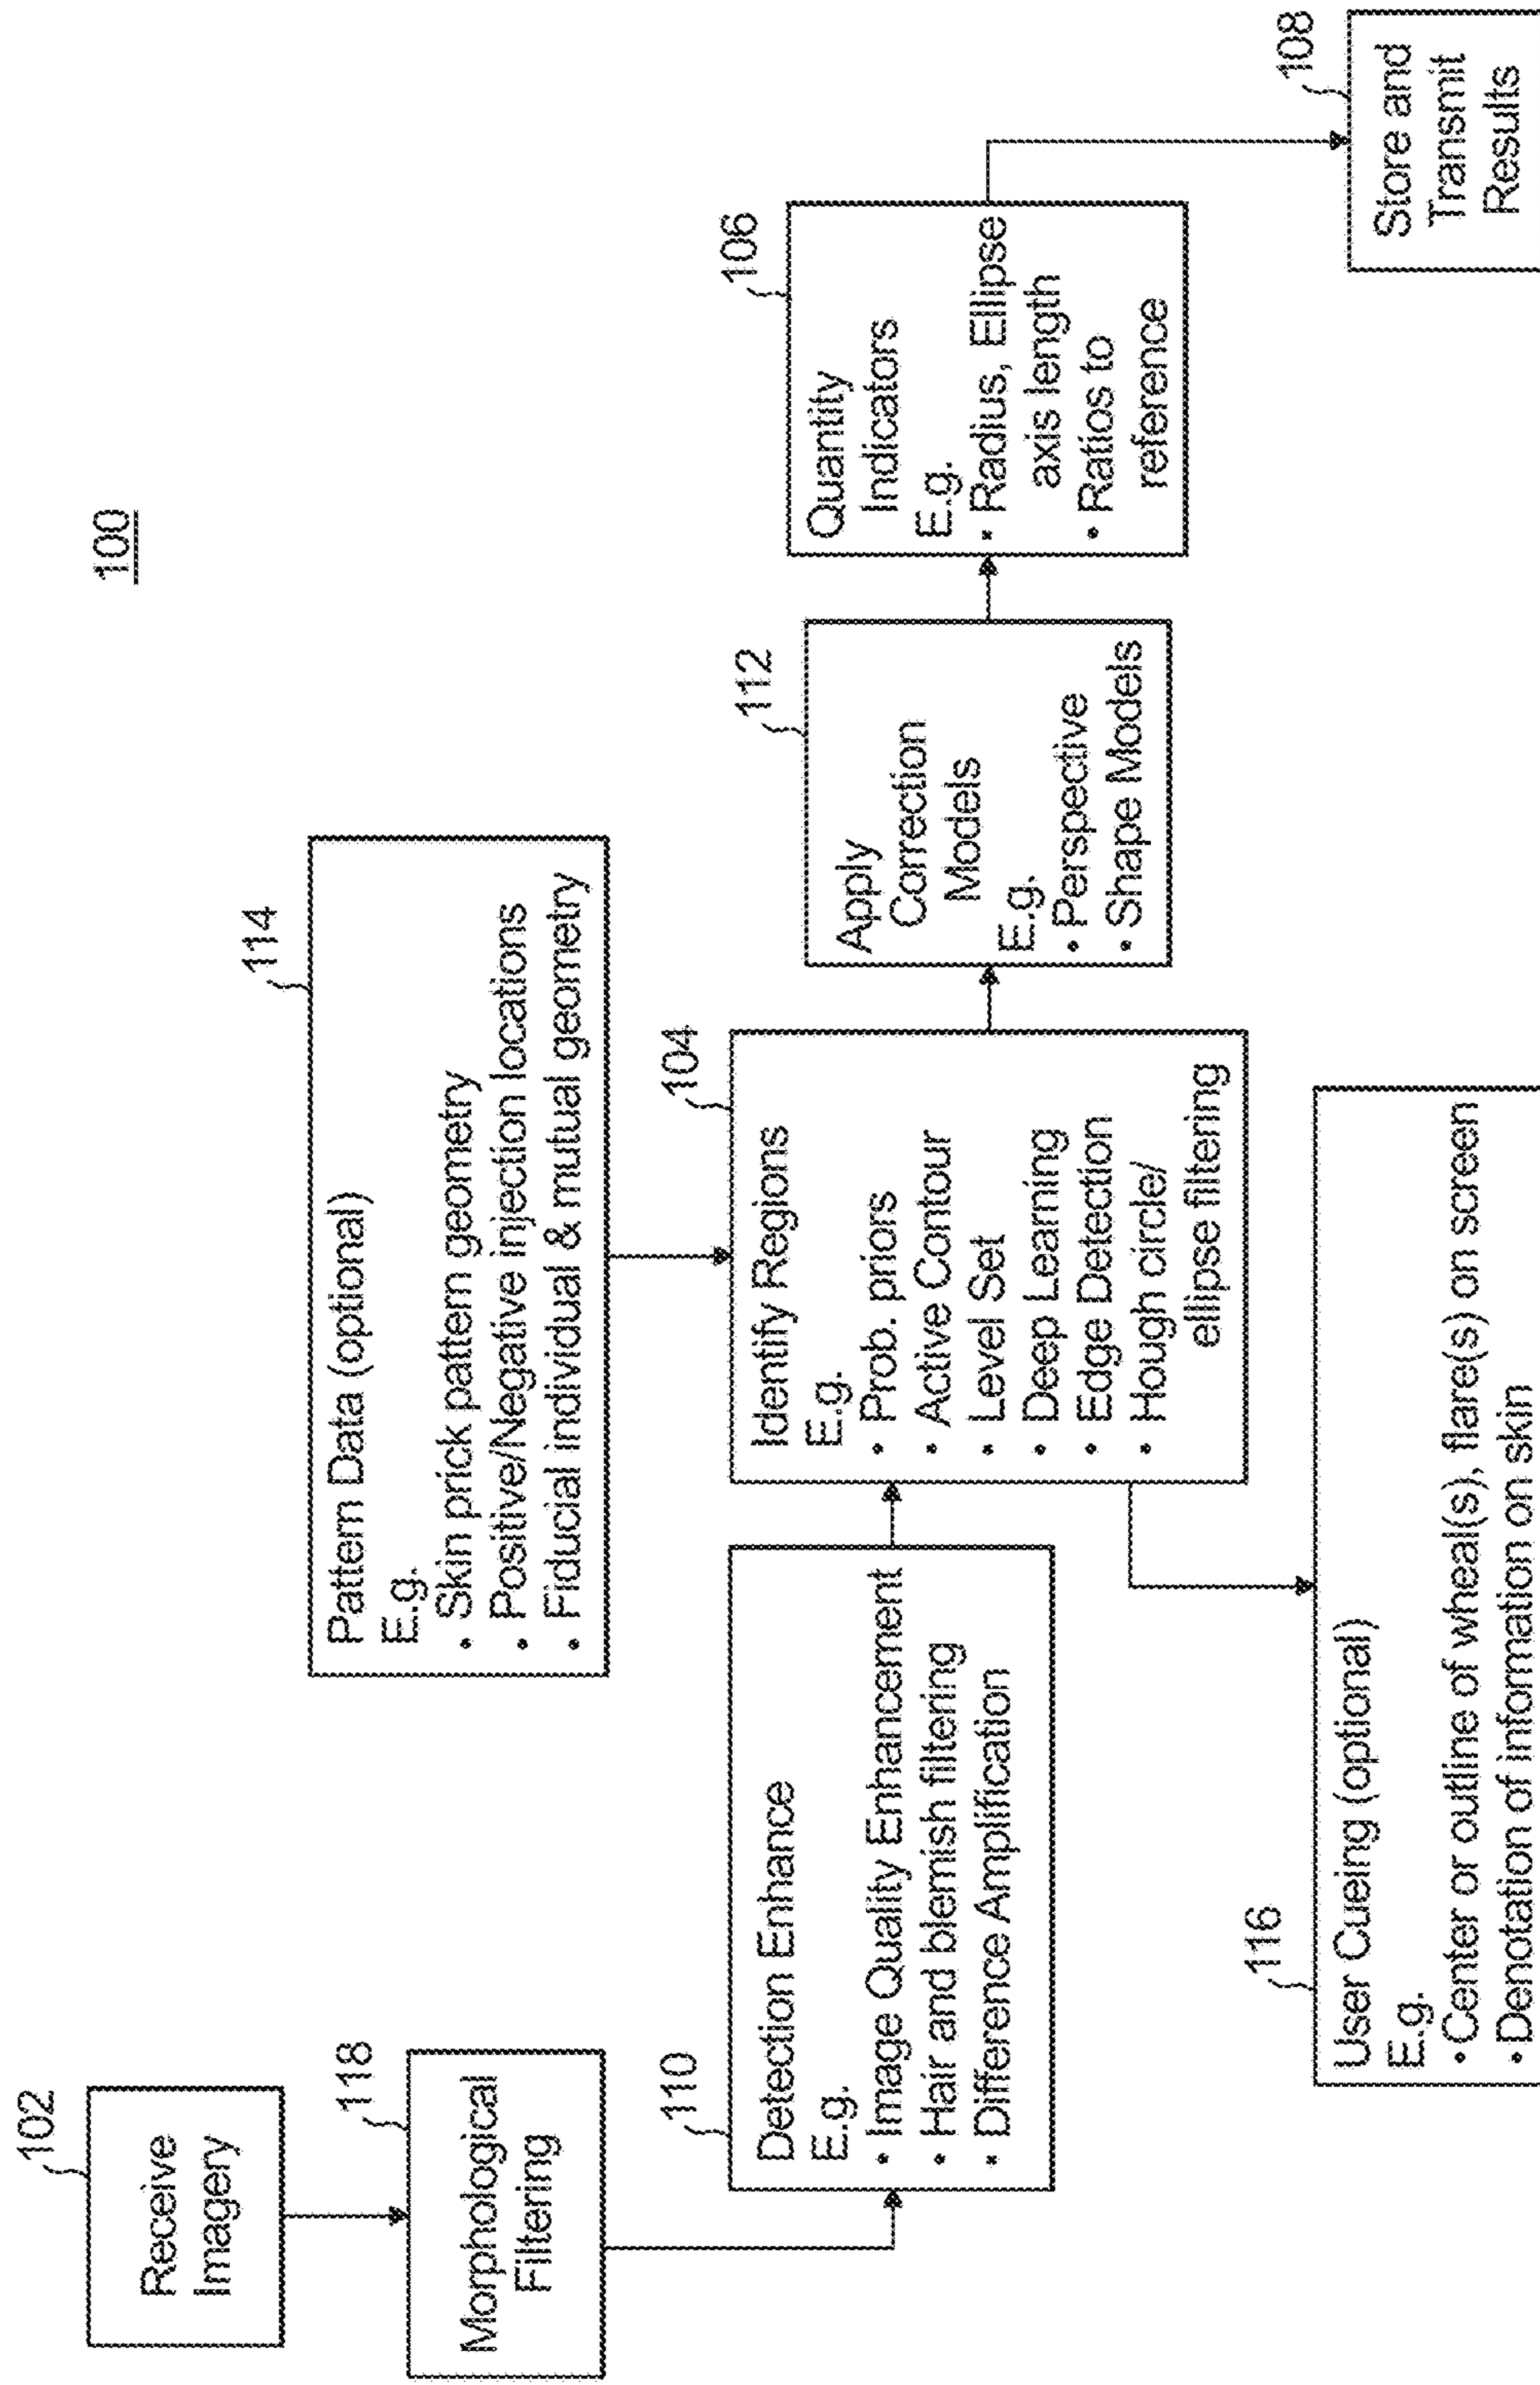 100
102
Receive
Imagery
118
Morphological
Filtering
114
Pattern Data (optional)
E.g.
• Skin prick pattern geometry
• Positive/Negative injection locations
• Fiducial individual & mutual geometry
110
Detection Enhance
E.g.
• Image Quality Enhancement
• Hair and blemish filtering
• Difference Amplification
104
Identify Regions
E.g.
• Prob. priors
• Active Contour
• Level Set
• Deep Learning
• Edge Detection
• Hough circle/
ellipse filtering
112
Apply
Correction
Models
E.g.
• Perspective
• Shape Models
106
Quantity
Indicators
E.g.
• Radius, Ellipse
axis length
• Ratios to
reference
116
User Cueing (optional)
E.g.
• Center or outline of wheal(s), flare(s) on screen
• Denotation of information on skin
108
Store and
Transmit
Results